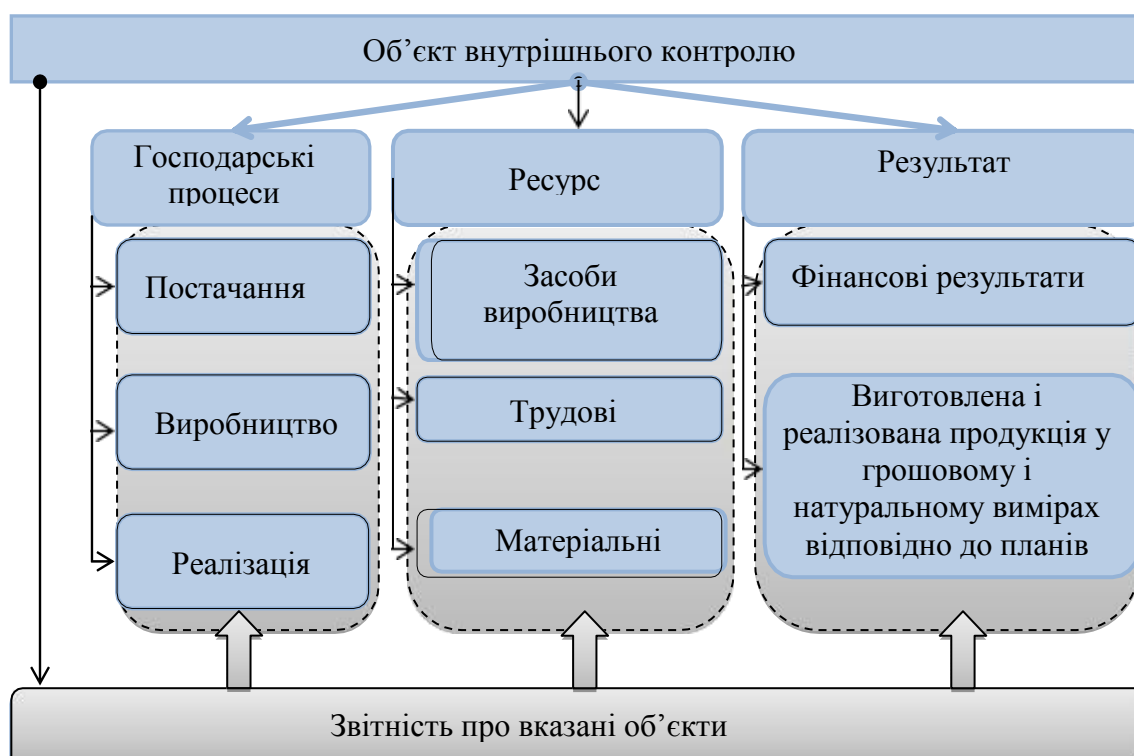 Об’єкт внутрішнього контролю
Господарські
процеси
Постачання
Виробництво
Реалізація
Ресурс
Засоби
виробництва
Трудові
Матеріальні
Результат
Фінансові результати
Виготовлена і
реалізована продукція у
грошовому і
натуральному вимірах
відповідно до планів
Звітність про вказані об’єкти